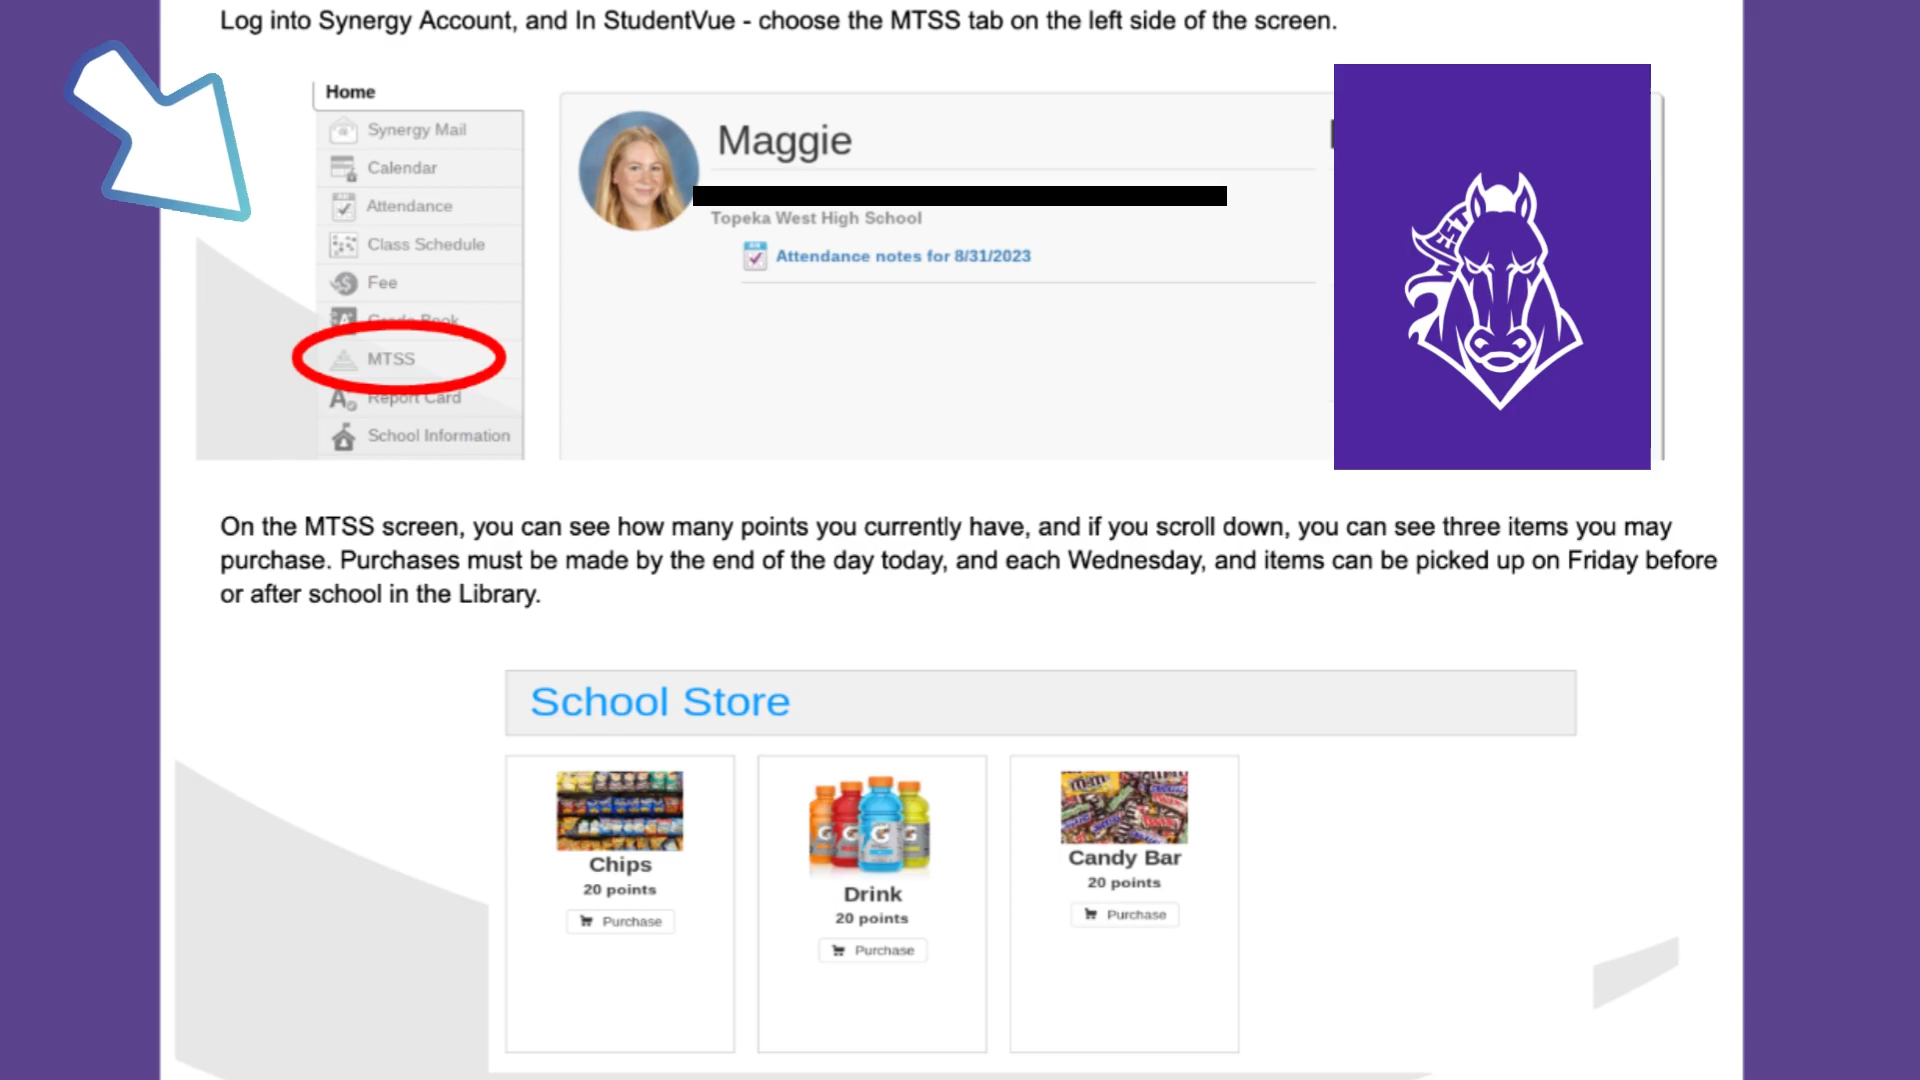 Log into Synergy Account, and In StudentVue - choose the MTSS tab on the left side of the screen.
Home
Synergy Mail
Calendar
Attendance
Class Schedule
Fee
Grade Book
MTSS
Report Card
School Information
Maggie
Topeka West High School
Attendance notes for 8/31/2023
WEST
On the MTSS screen, you can see how many points you currently have, and if you scroll down, you can see three items you may
purchase. Purchases must be made by the end of the day today, and each Wednesday, and items can be picked up on Friday before
or after school in the Library.
School Store
Chips
20 points
Purchase
G G G G
Drink
20 points
Purchase
m&m's
Candy Bar
20 points
Purchase